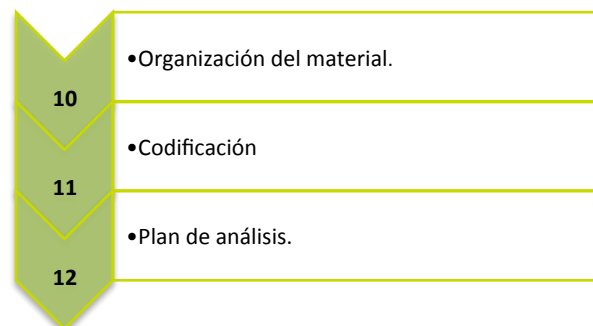 •Organización del material.
10
•Codificación
11
•Plan de análisis.
12